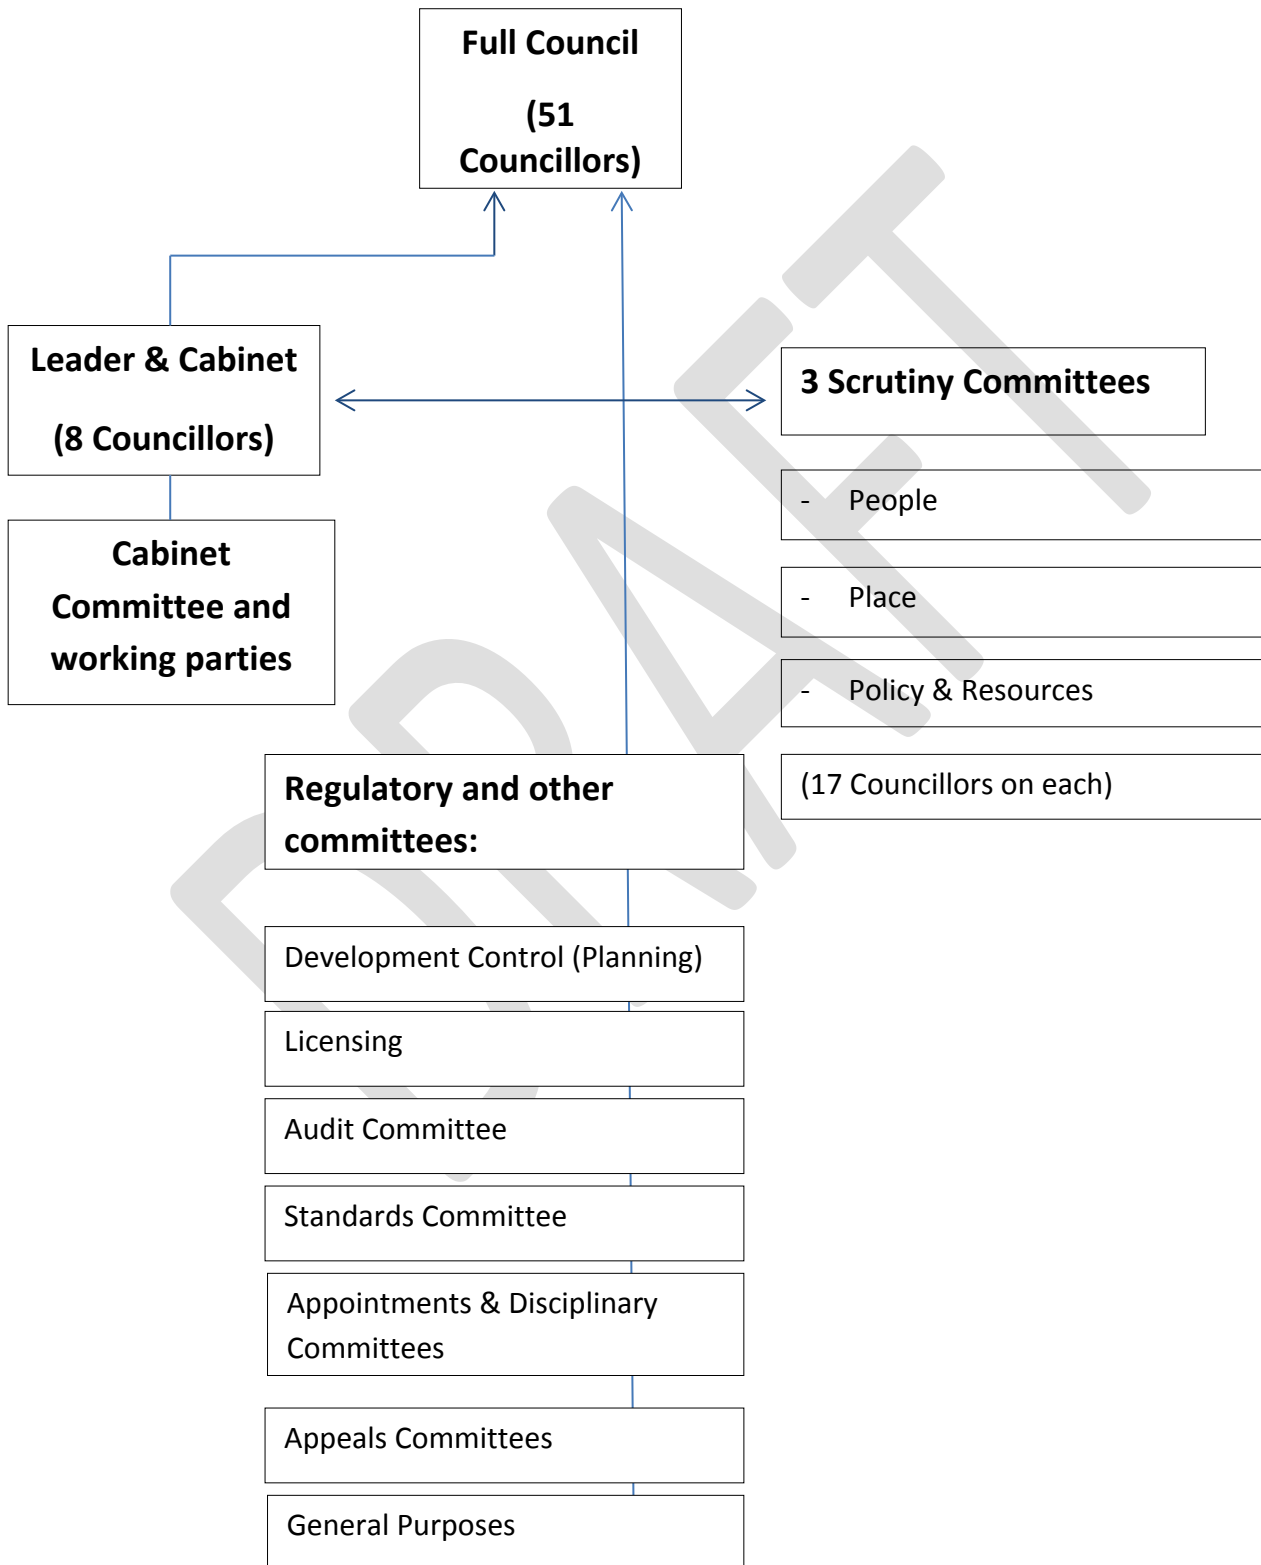 Full Council
(51
Councillors)
Leader & Cabinet
(8 Councillors)
3 Scrutiny Committees
- People
- Place
- Policy & Resources
(17 Councillors on each)
Cabinet
Committee and
working parties
Regulatory and other
committees:
Development Control (Planning)
Licensing
Audit Committee
Standards Committee
Appointments & Disciplinary
Committees
Appeals Committees
General Purposes
DRAFT